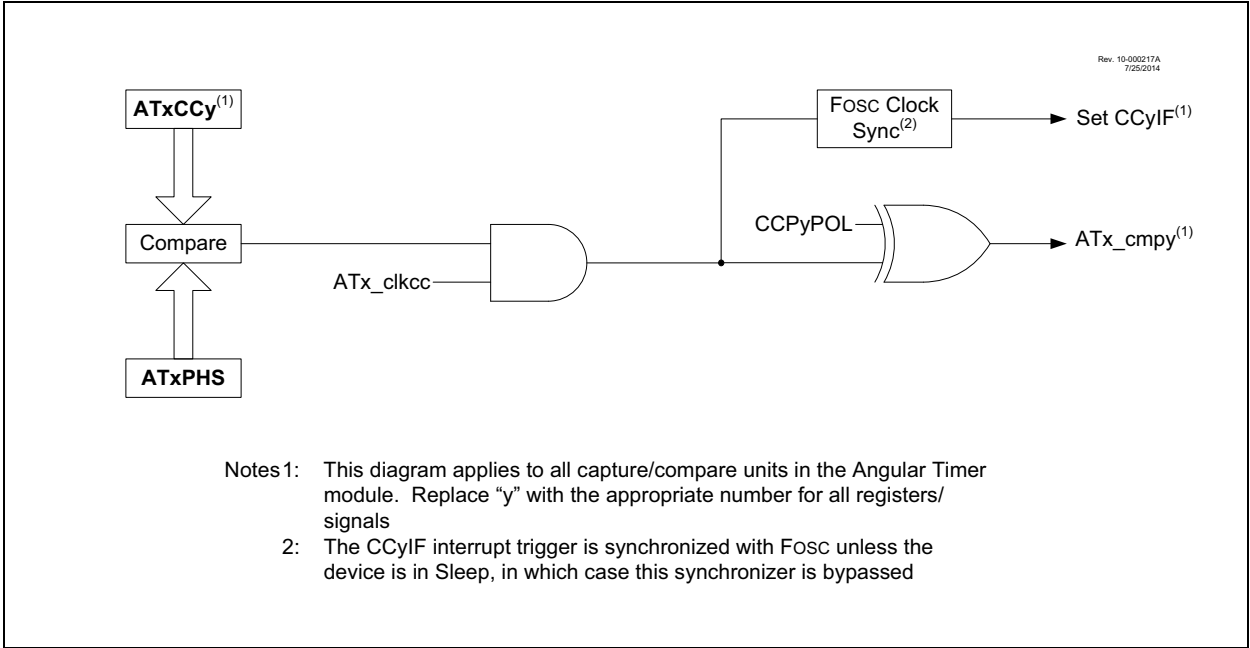 Rev. 10-000217A
7/25/2014
ATxCCy(1)
FOSC Clock
Sync(2)
Set CCyIF(1)
Compare
CCPyPOL
ATx_cmpy(1)
ATx_clkcc
ATxPHS
Notes1: This diagram applies to all capture/compare units in the Angular Timer
module. Replace “y” with the appropriate number for all registers/
signals
2: The CCyIF interrupt trigger is synchronized with FOSC unless the
device is in Sleep, in which case this synchronizer is bypassed